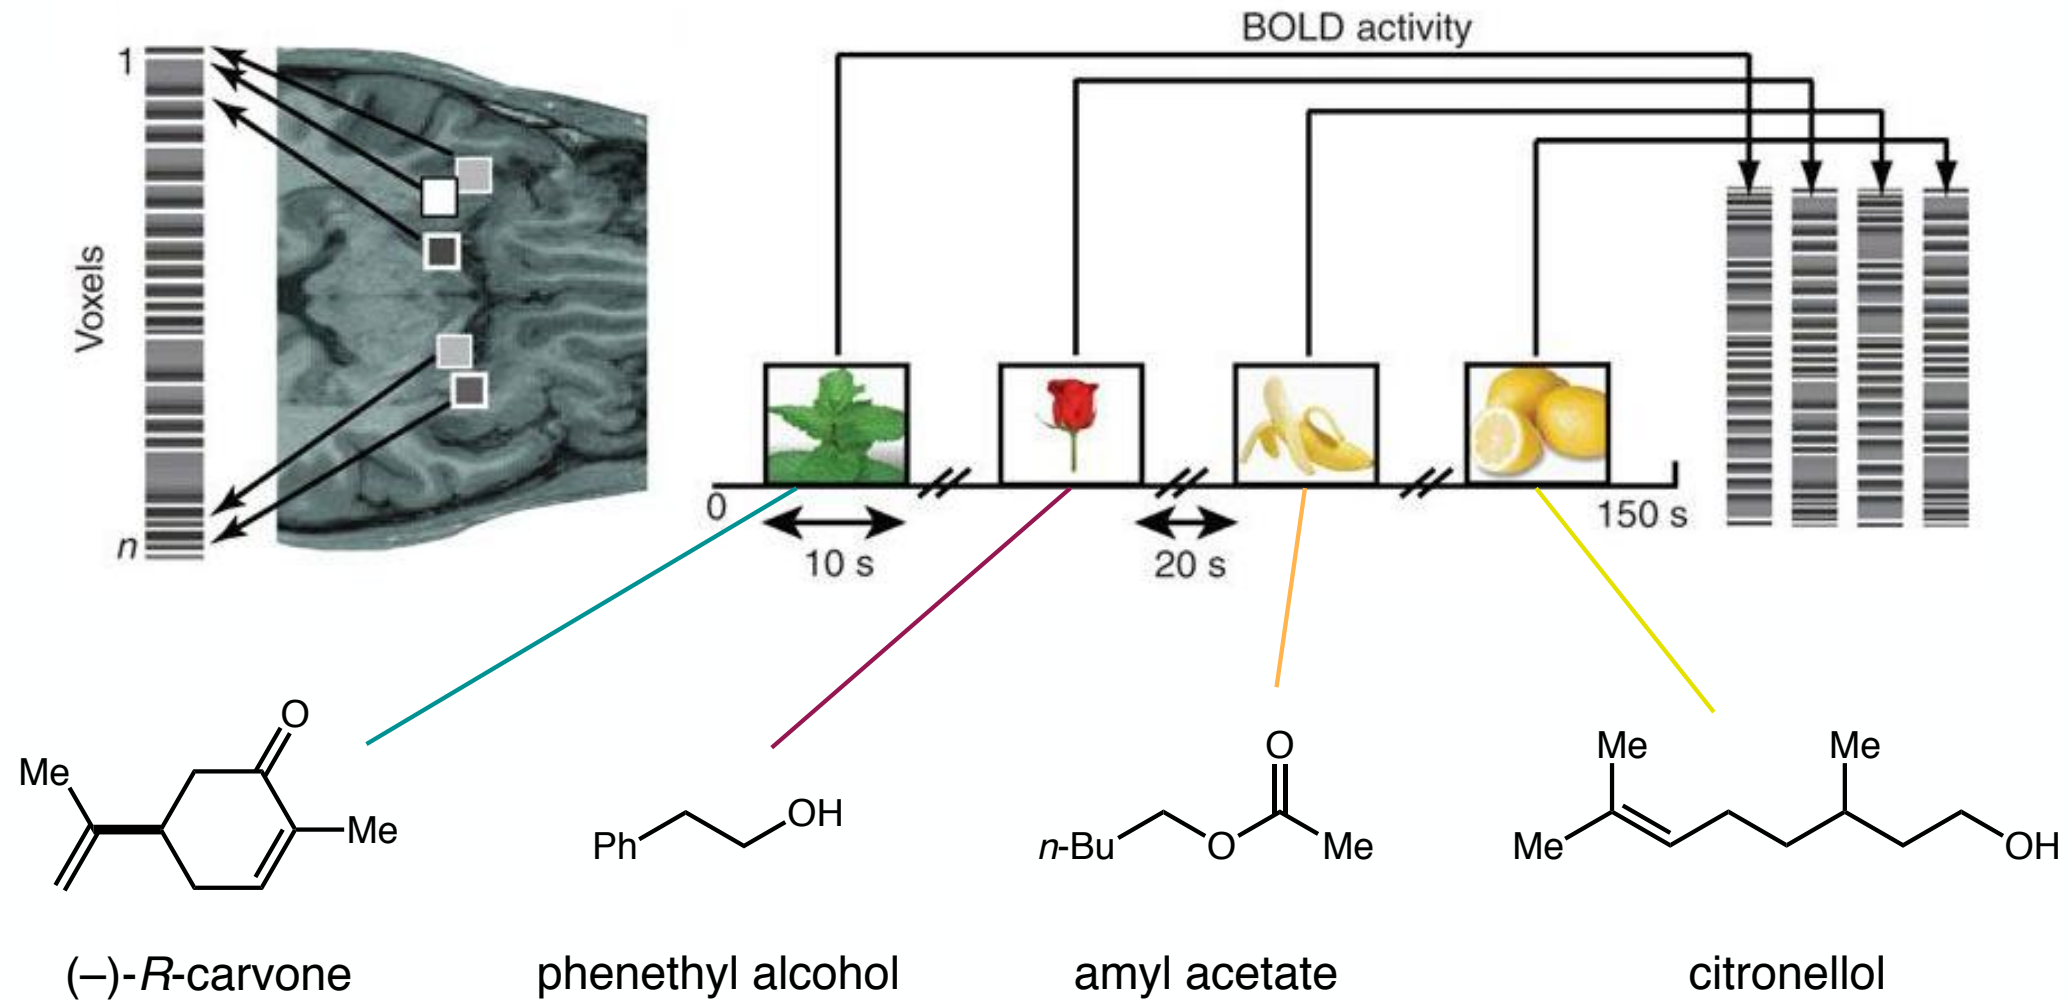 BOLD activity
1
Voxels
n
0
150 s
10 s
20 s
O
Me
Me
Ph
OH
O
n-Bu
O
Me
Me
Me
Me
OH
(–)-R-carvone
phenethyl alcohol
amyl acetate
citronellol